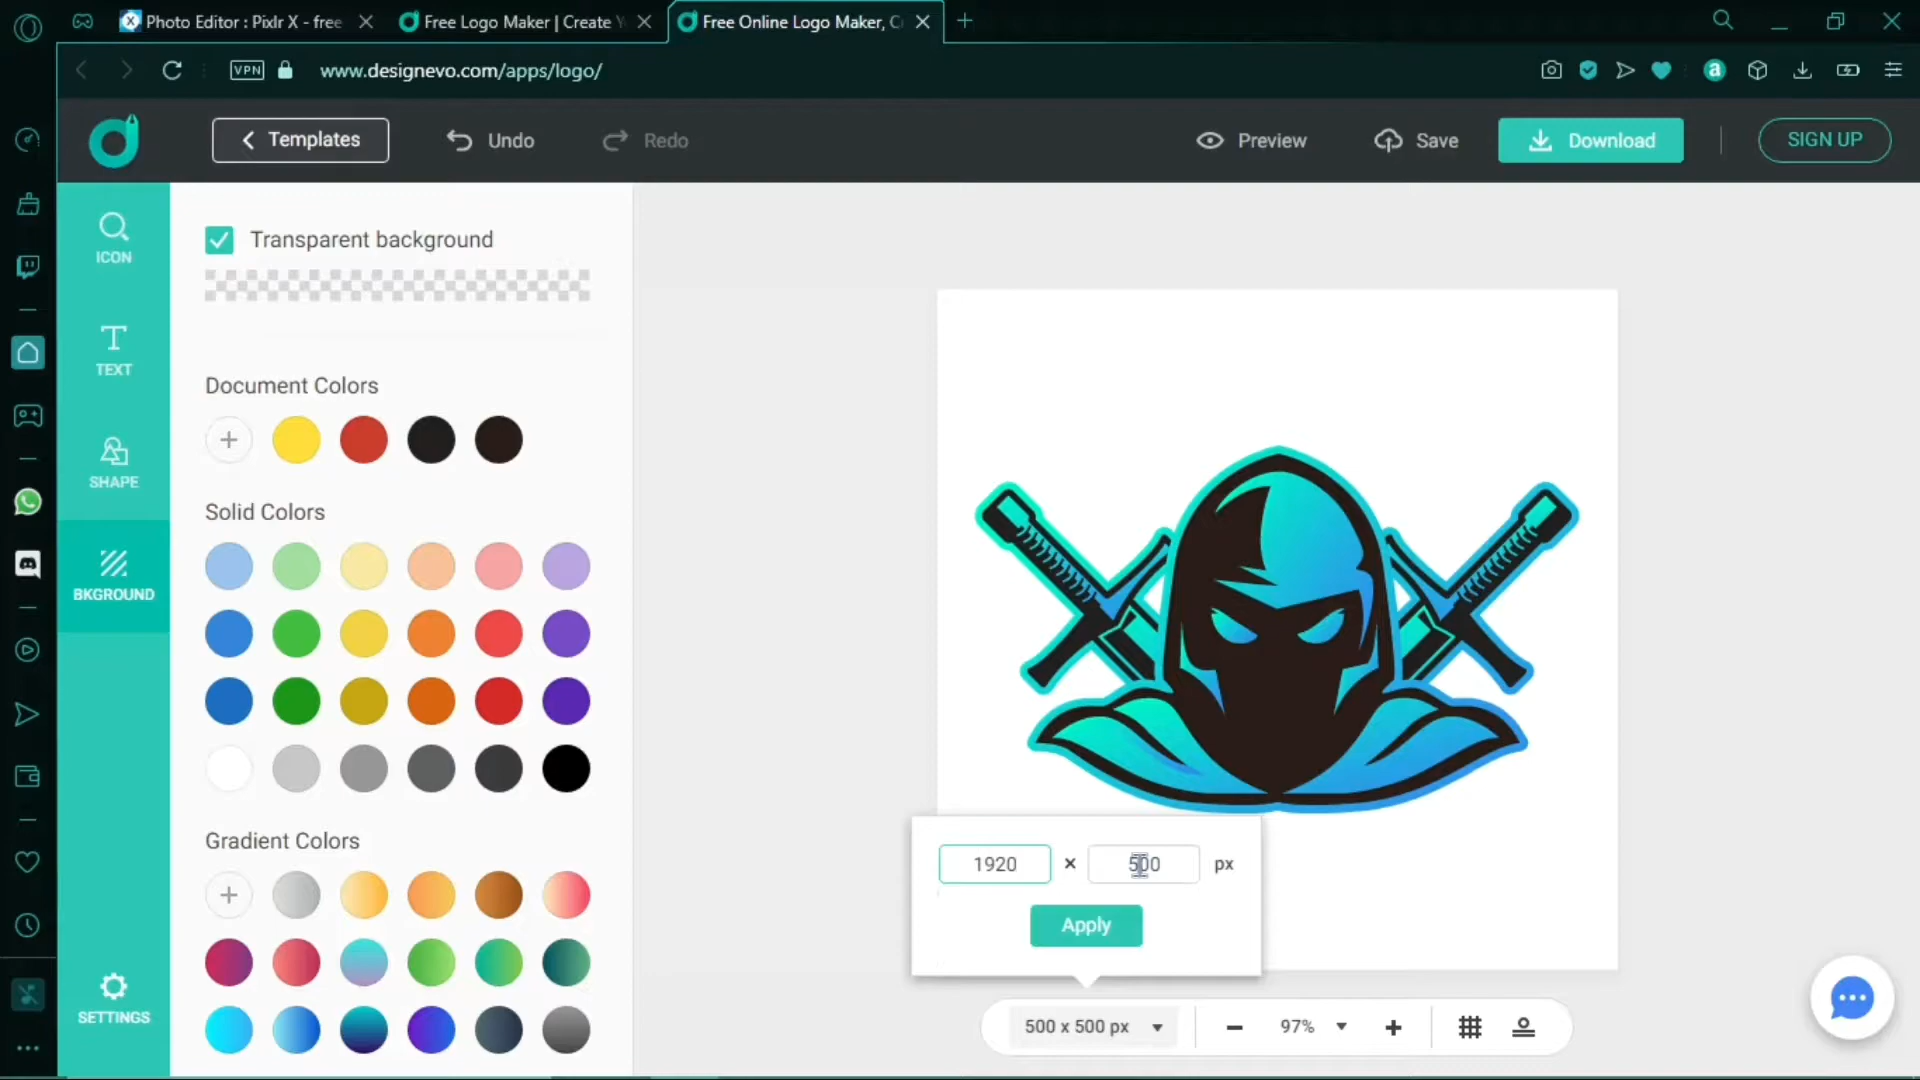 Photo Editor : Pixlr X - free
Free Logo Maker | Create Y
Free Online Logo Maker, C
VPN
www.designevo.com/apps/logo/
a
Templates
Undo
Redo
Preview
Save
Download
SIGN UP
ICON
TEXT
SHAPE
BKGROUND
SETTINGS
Transparent background
Document Colors
Solid Colors
Gradient Colors
1920 × 500 px
Apply
500 x 500 px
97%